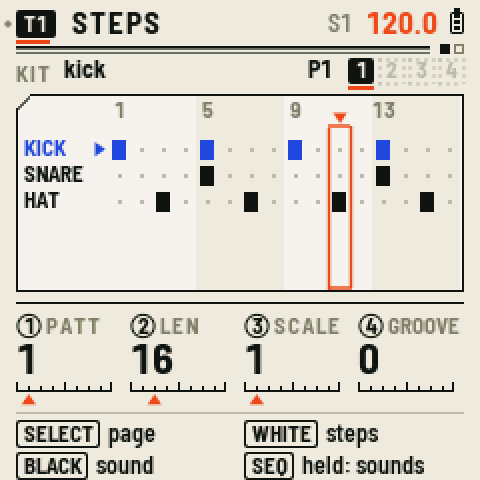 T1 STEPS S1 120.0
KIT kick P1 1 2 3 4
1 5 9 13
KICK
SNARE
HAT
1 PATT 2 LEN 3 SCALE 4 GROOVE
1 16 1 0
SELECT page WHITE steps
BLACK sound SEQ held: sounds